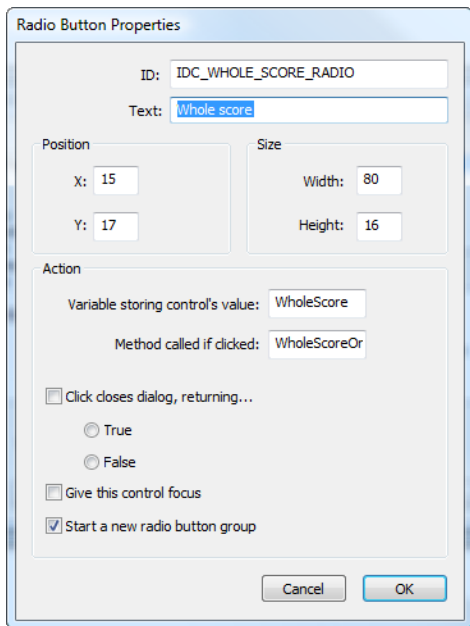 Radio Button Properties
ID: IDC_WHOLE_SCORE_RADIO
Text: Whole score
Position
Size
X: 15
Width: 80
Y: 17
Height: 16
Action
Variable storing control's value: WholeScore
Method called if clicked: WholeScoreOr
Click closes dialog, returning...
True
False
Give this control focus
Start a new radio button group
Cancel
OK